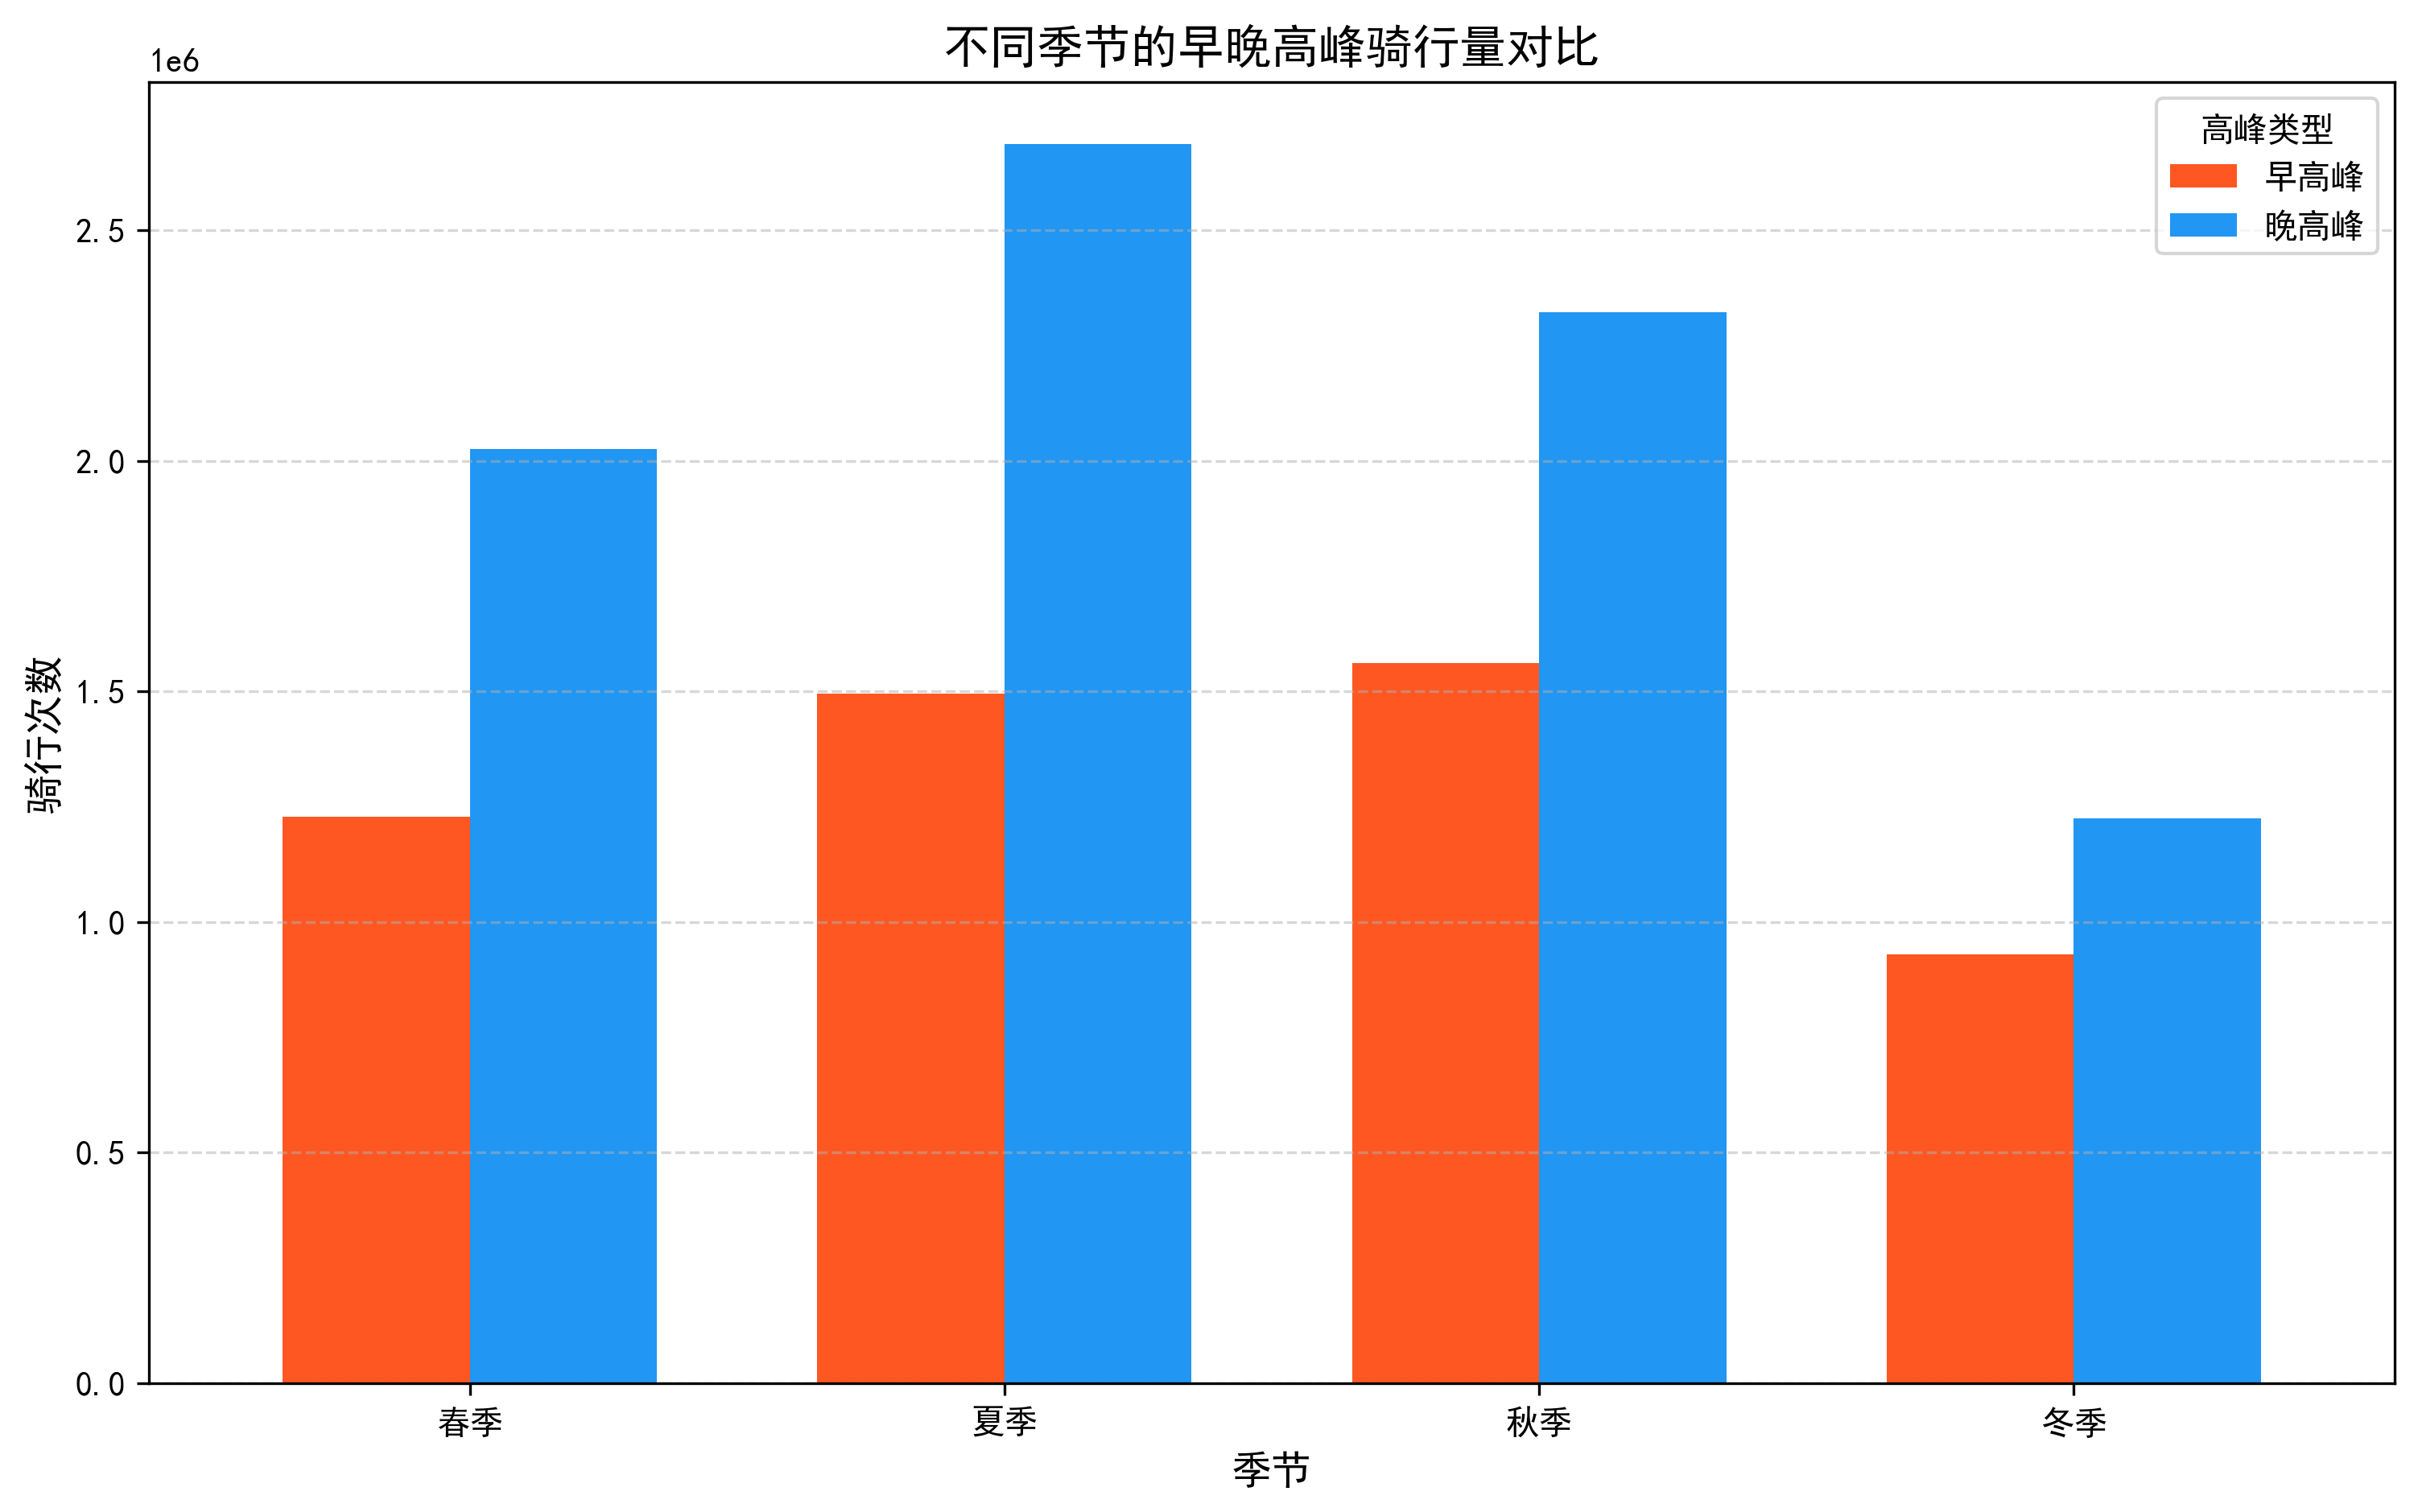 不同季节的早晚高峰骑行量对比
1e6
高峰类型
早高峰
晚高峰
2.5
2.0
1.5
1.0
0.5
0.0
骑行次数
春季
夏季
秋季
冬季
季节